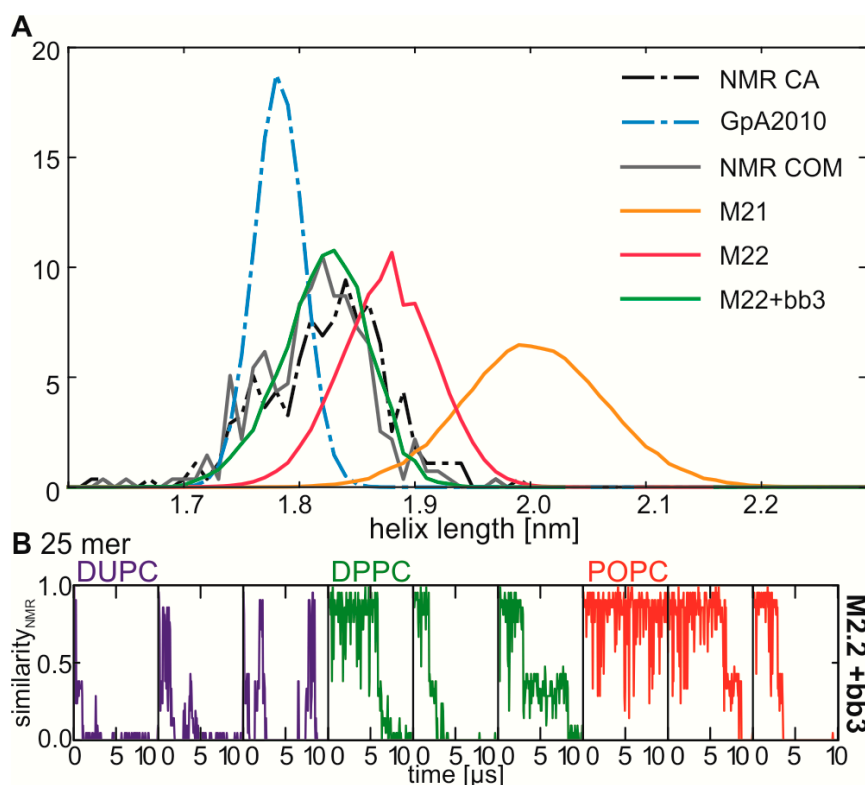 A
20
15
10
5
0
NMR CA
GpA2010
NMR COM
M21
M22
M22+bb3
1.7 1.8 1.9 2.0 2.1 2.2
helix length [nm]
B 25 mer
DUPC DPPC POPC
1.0
0.5
0.0
similarityNMR
M2.2 +bb3
0 5 10 0 5 10 0 5 10 0 5 10 0 5 10 0 5 10 0 5 10 0 5 10 0 5 10
time [µs]